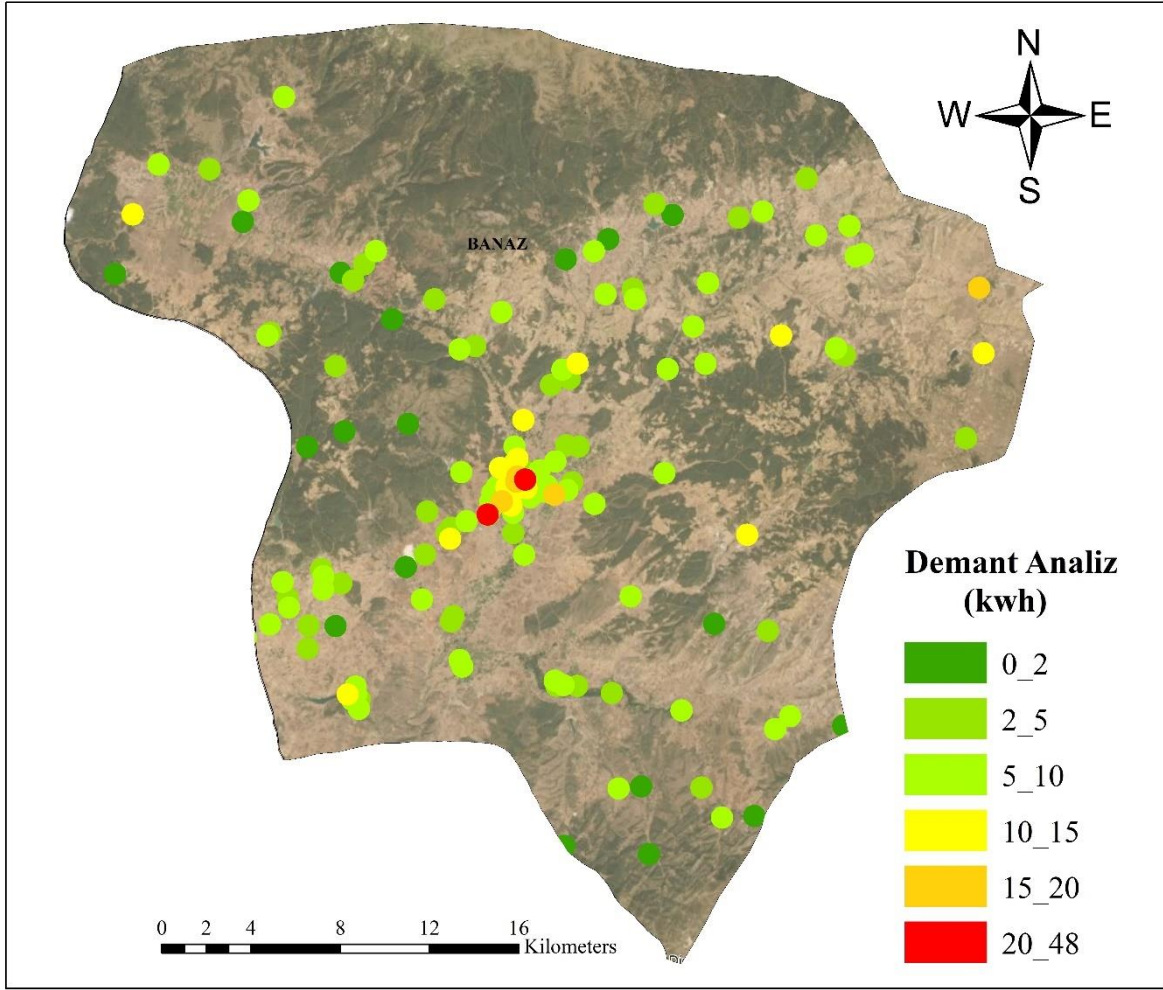 N
W E
S
BANAZ
Demant Analiz
(kwh)
0_2
2_5
5_10
10_15
15_20
20_48
0 2 4 8 12 16
Kilometers